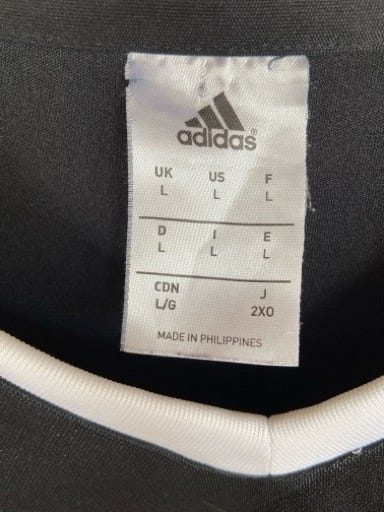 adidas®
UK US F
L L L
D I E
L L L
CDN J
L/G 2XO
MADE IN PHILIPPINES